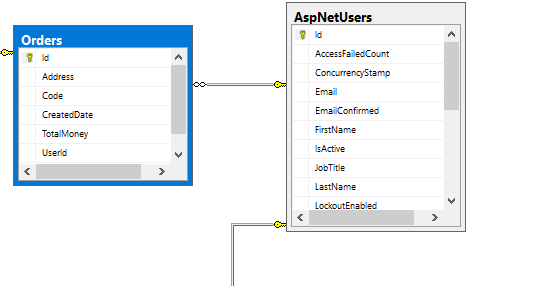 Orders
Id
Address
Code
CreatedDate
TotalMoney
UserId
AspNetUsers
Id
AccessFailedCount
ConcurrencyStamp
Email
EmailConfirmed
FirstName
IsActive
JobTitle
LastName
LockoutEnabled